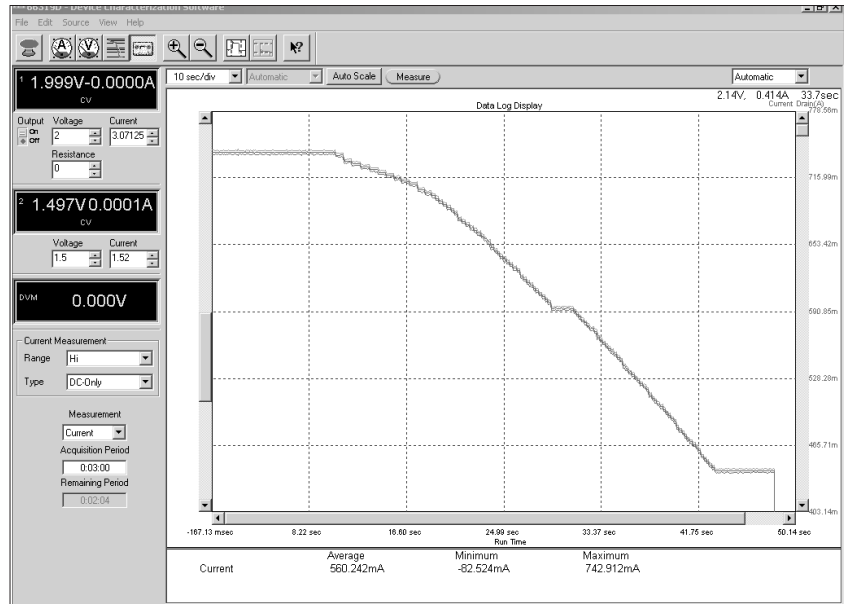 66319D - Device Characterization Software
File Edit Source View Help
10 sec/div Automatic Auto Scale Measure Automatic
1 1.999V-0.0000A
CV
Output Voltage Current
On
Off
2 3.07125
Resistance
0
2 1.497V 0.0001A
CV
Voltage Current
1.5 1.52
DVM 0.000V
Current Measurement
Range Hi
Type DC-Only
Measurement
Current
Acquisition Period
0:03:00
Remaining Period
0:02:04
2.14V, 0.414A 33.7sec
Data Log Display
Current Drain(A)
778.56m
715.99m
653.42m
590.85m
528.28m
465.71m
403.14m
-167.13 msec 8.22 sec 16.60 sec 24.99 sec 33.37 sec 41.75 sec 50.14 sec
Run Time
Average Minimum Maximum
Current 560.242mA -82.524mA 742.912mA